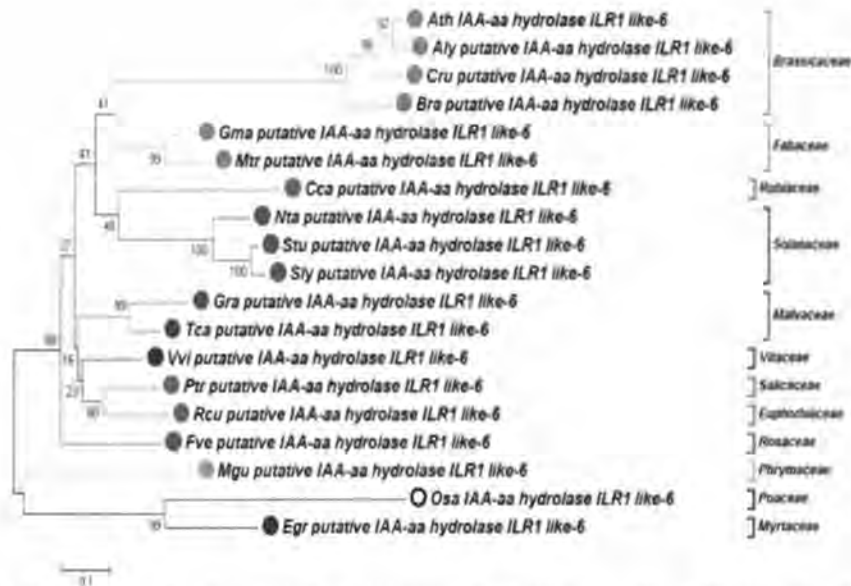 Ath IAA-aa hydrolase ILR1 like-6
Aly putative IAA-aa hydrolase ILR1 like-6
Cru putative IAA-aa hydrolase ILR1 like-6
Bra putative IAA-aa hydrolase ILR1 like-6
Brassicaceae
100
41
Gma putative IAA-aa hydrolase ILR1 like-6
Mtr putative IAA-aa hydrolase ILR1 like-6
Fabaceae
Cca putative IAA-aa hydrolase ILR1 like-6
Rubiaceae
Nta putative IAA-aa hydrolase ILR1 like-6
Stu putative IAA-aa hydrolase ILR1 like-6
Sly putative IAA-aa hydrolase ILR1 like-6
Solanaceae
100
100
Gra putative IAA-aa hydrolase ILR1 like-6
Tca putative IAA-aa hydrolase ILR1 like-6
Malvaceae
Vvi putative IAA-aa hydrolase ILR1 like-6
Vitaceae
Ptr putative IAA-aa hydrolase ILR1 like-6
Salicaceae
Rcu putative IAA-aa hydrolase ILR1 like-6
Euphorbiaceae
Fve putative IAA-aa hydrolase ILR1 like-6
Rosaceae
Mgu putative IAA-aa hydrolase ILR1 like-6
Phrymaceae
Osa IAA-aa hydrolase ILR1 like-6
Poaceae
Egr putative IAA-aa hydrolase ILR1 like-6
Myrtaceae
0.1